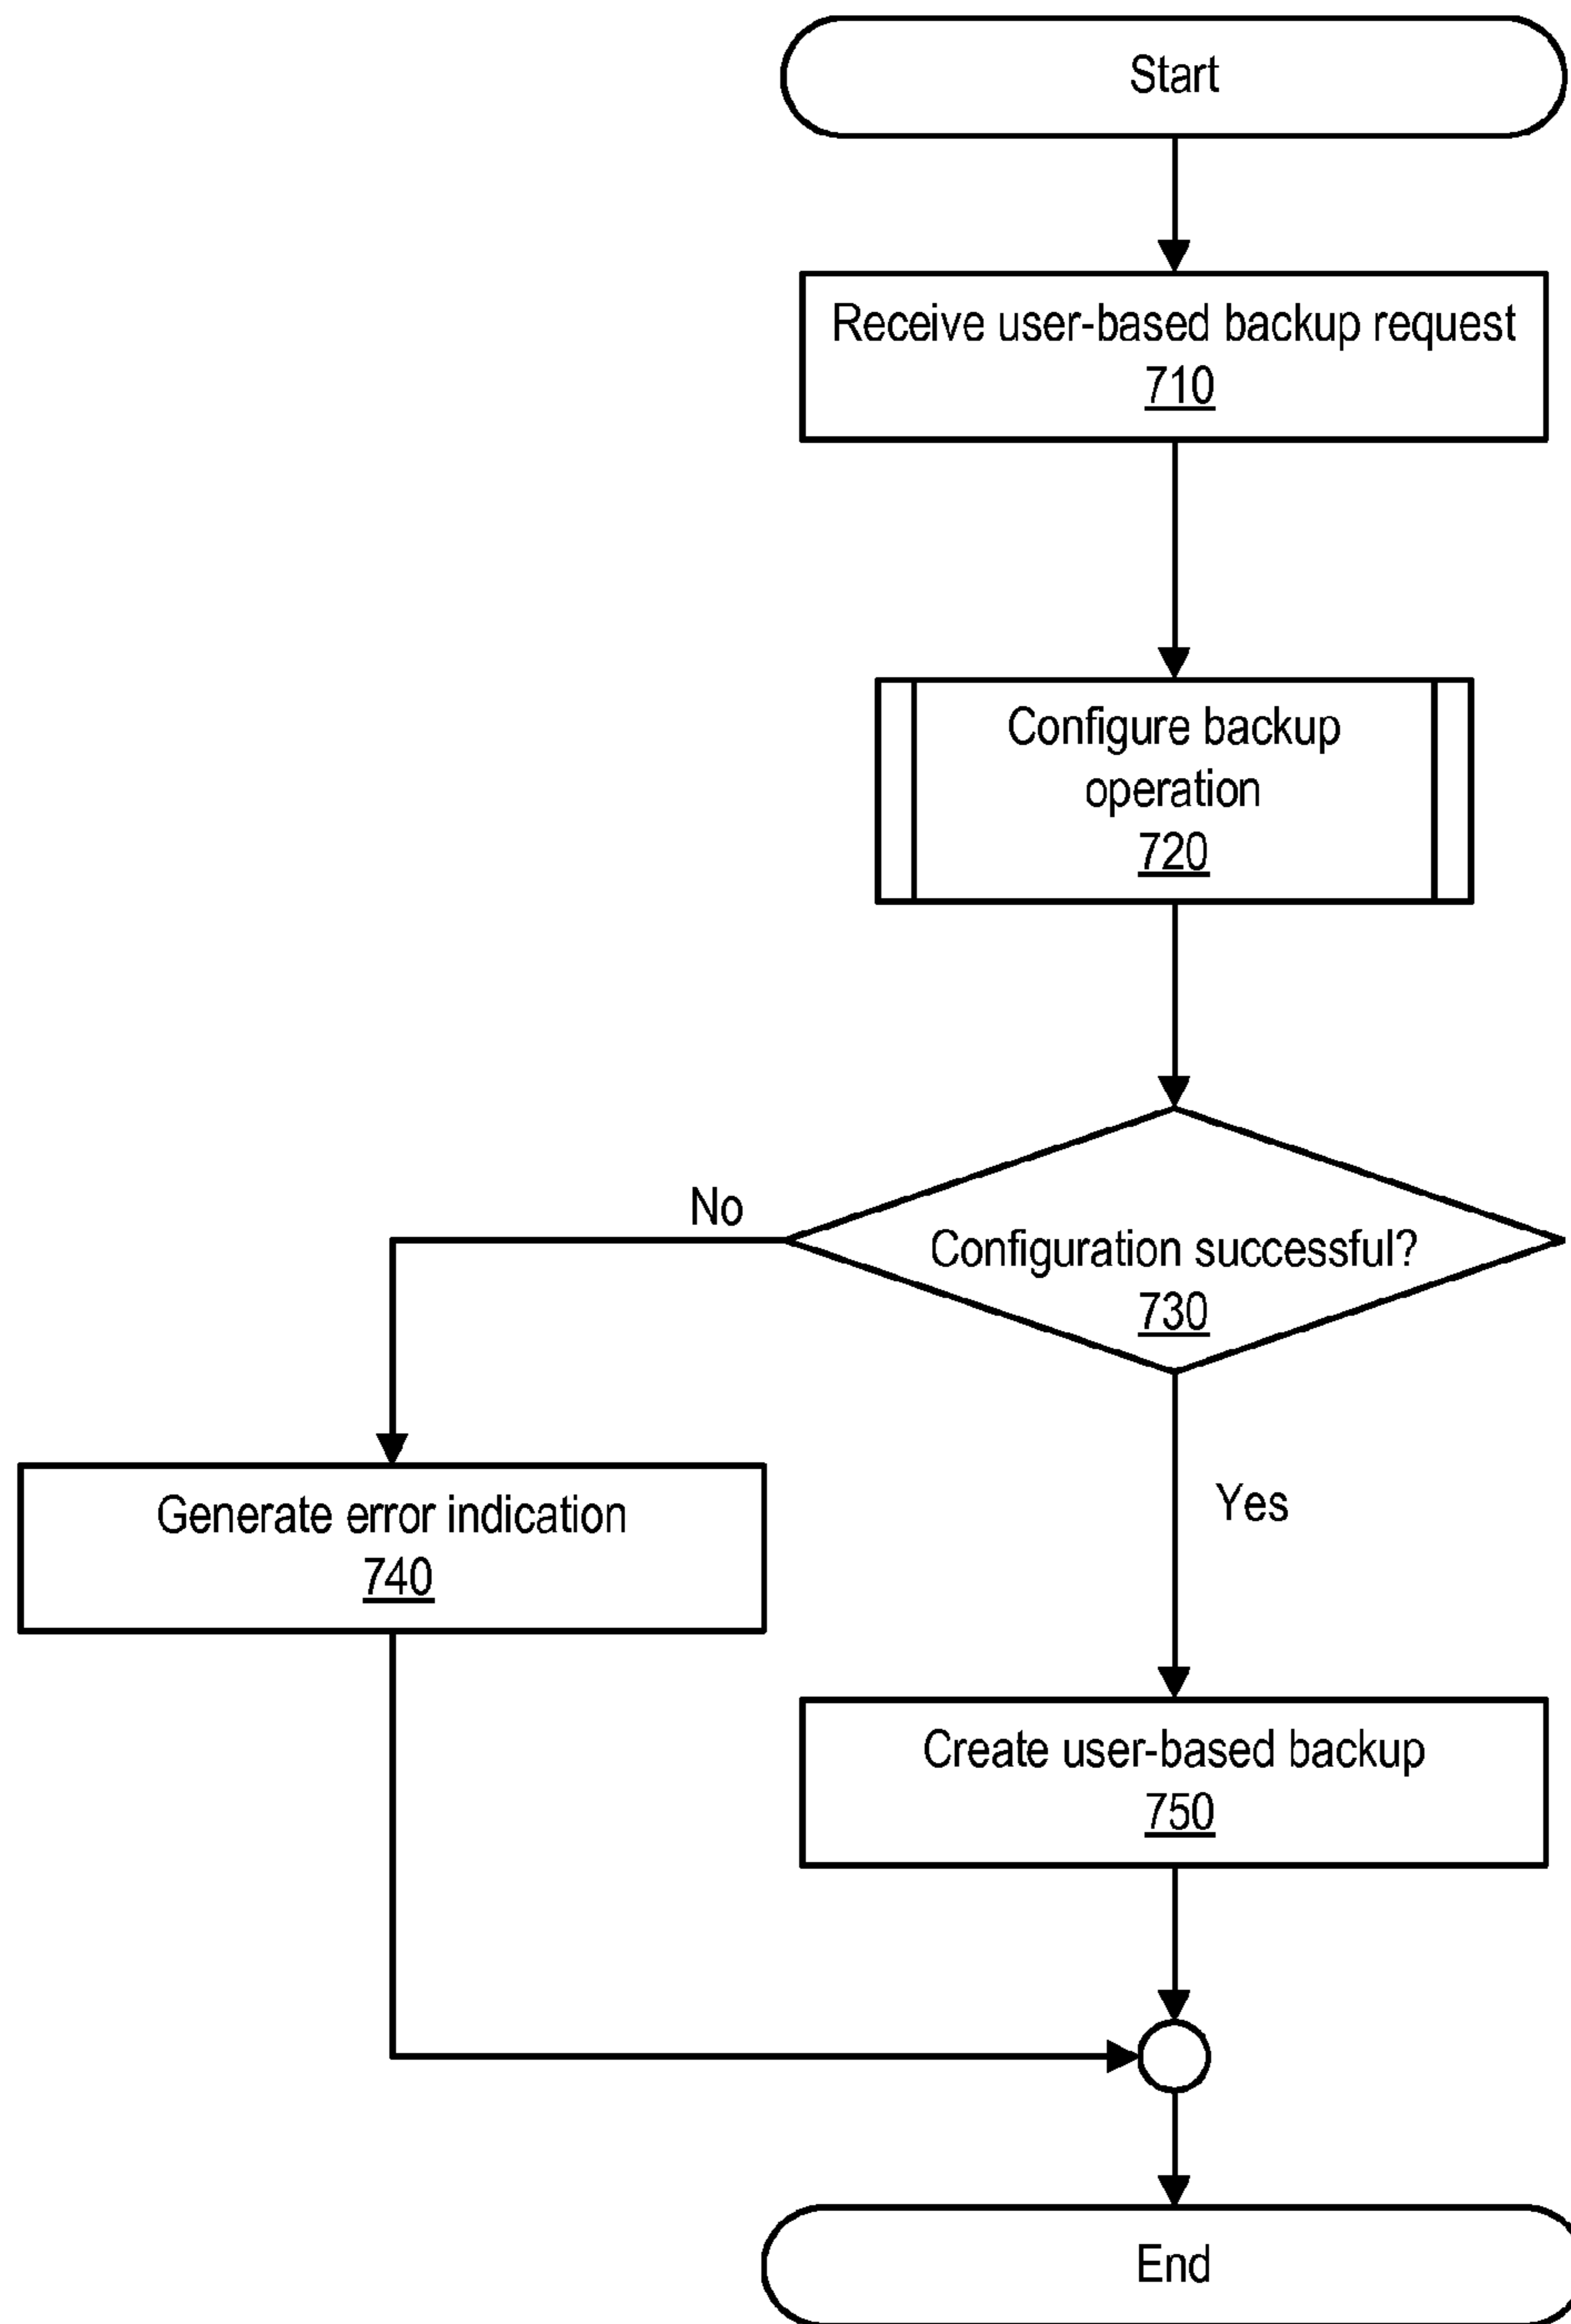 Start
Receive user-based backup request
710
Configure backup
operation
720
No
Configuration successful?
730
Generate error indication
740
Yes
Create user-based backup
750
End